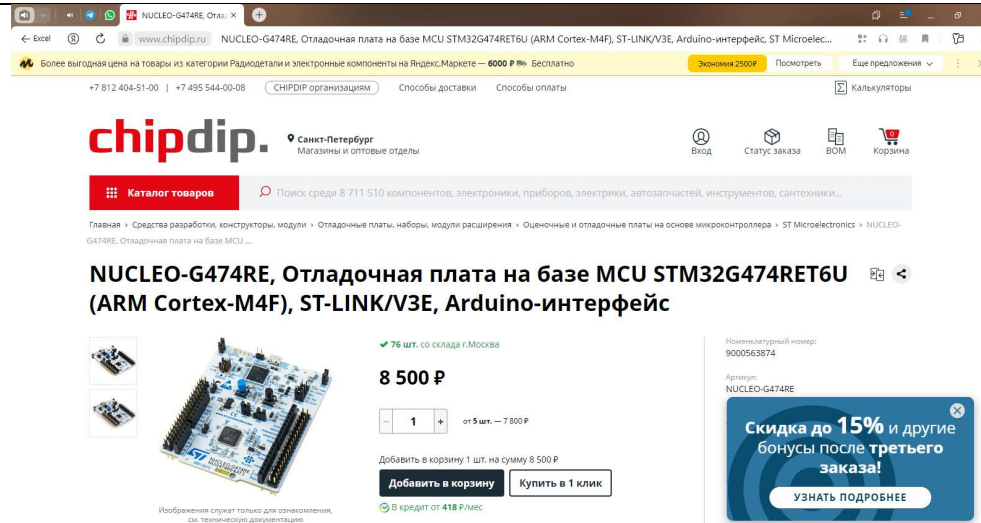 NUCLEO-G474RE, Отла
Excel
www.chipdip.ru NUCLEO-G474RE, Отладочная плата на базе MCU STM32G474RET6U (ARM Cortex-M4F), ST-LINK/V3E, Arduino-интерфейс, ST Microelec...
Более выгодная цена на товары из категории Радиодетали и электронные компоненты на Яндекс.Маркете — 6000 ₽ Бесплатно
Экономия 2500₽ Посмотреть Еще предложения
+7 812 404-51-00 | +7 495 544-00-08 CHIPDIP организациям Способы доставки Способы оплаты Калькуляторы
chipdip.
Санкт-Петербург
Магазины и оптовые отделы
Вход Статус заказа BOM 0 Корзина
Каталог товаров Поиск среди 8 711 510 компонентов, электроники, приборов, электрики, автозапчастей, инструментов, сантехники...
Главная › Средства разработки, конструкторы, модули › Отладочные платы, наборы, модули расширения › Оценочные и отладочные платы на основе микроконтроллера › ST Microelectronics › NUCLEO-
G474RE, Отладочная плата на базе MCU ...
NUCLEO-G474RE, Отладочная плата на базе MCU STM32G474RET6U
(ARM Cortex-M4F), ST-LINK/V3E, Arduino-интерфейс
76 шт. со склада г.Москва
8 500 ₽
− 1 + от 5 шт. — 7 800 ₽
Добавить в корзину 1 шт. на сумму 8 500 ₽
Добавить в корзину Купить в 1 клик
В кредит от 418 ₽/мес
Изображения служат только для ознакомления,
см. техническую документацию
Номенклатурный номер:
9000563874
Артикул:
NUCLEO-G474RE
Скидка до 15% и другие
бонусы после третьего
заказа!
УЗНАТЬ ПОДРОБНЕЕ